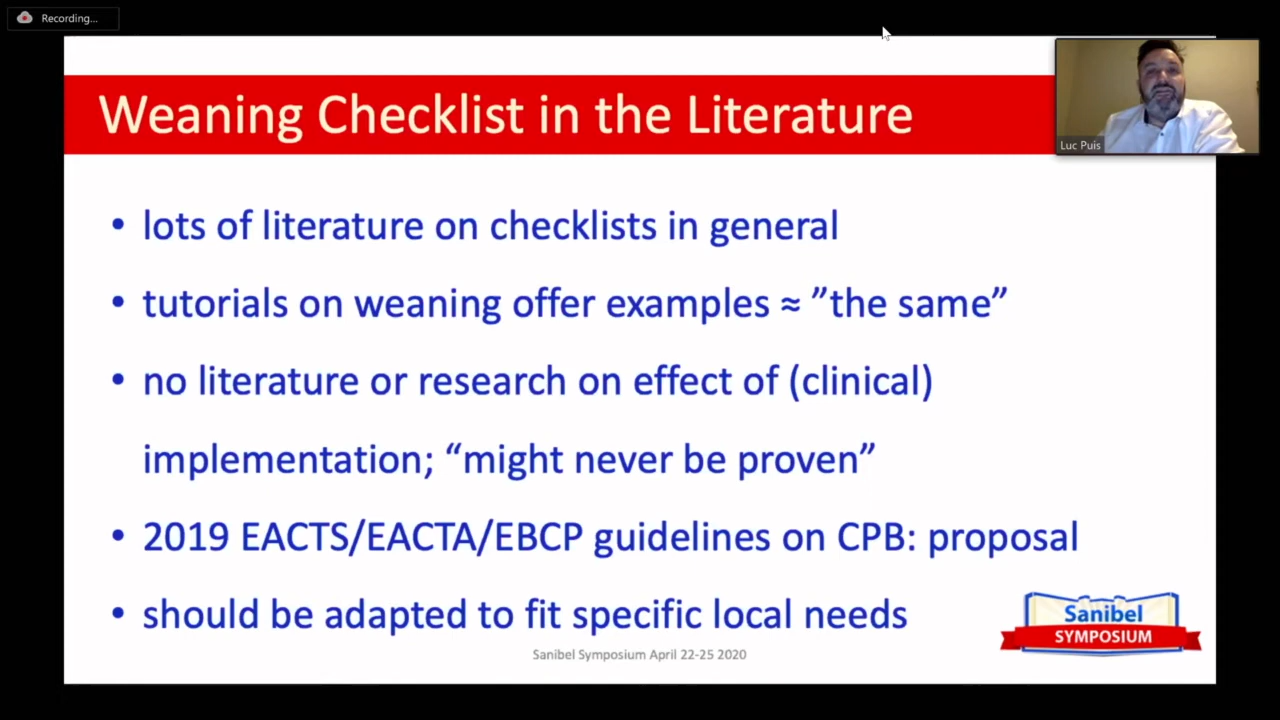 Recording...
Weaning Checklist in the Literature
Luc Puis
• lots of literature on checklists in general
• tutorials on weaning offer examples ≈ ”the same”
• no literature or research on effect of (clinical)
implementation; “might never be proven”
• 2019 EACTS/EACTA/EBCP guidelines on CPB: proposal
• should be adapted to fit specific local needs
Sanibel
SYMPOSIUM
Sanibel Symposium April 22-25 2020